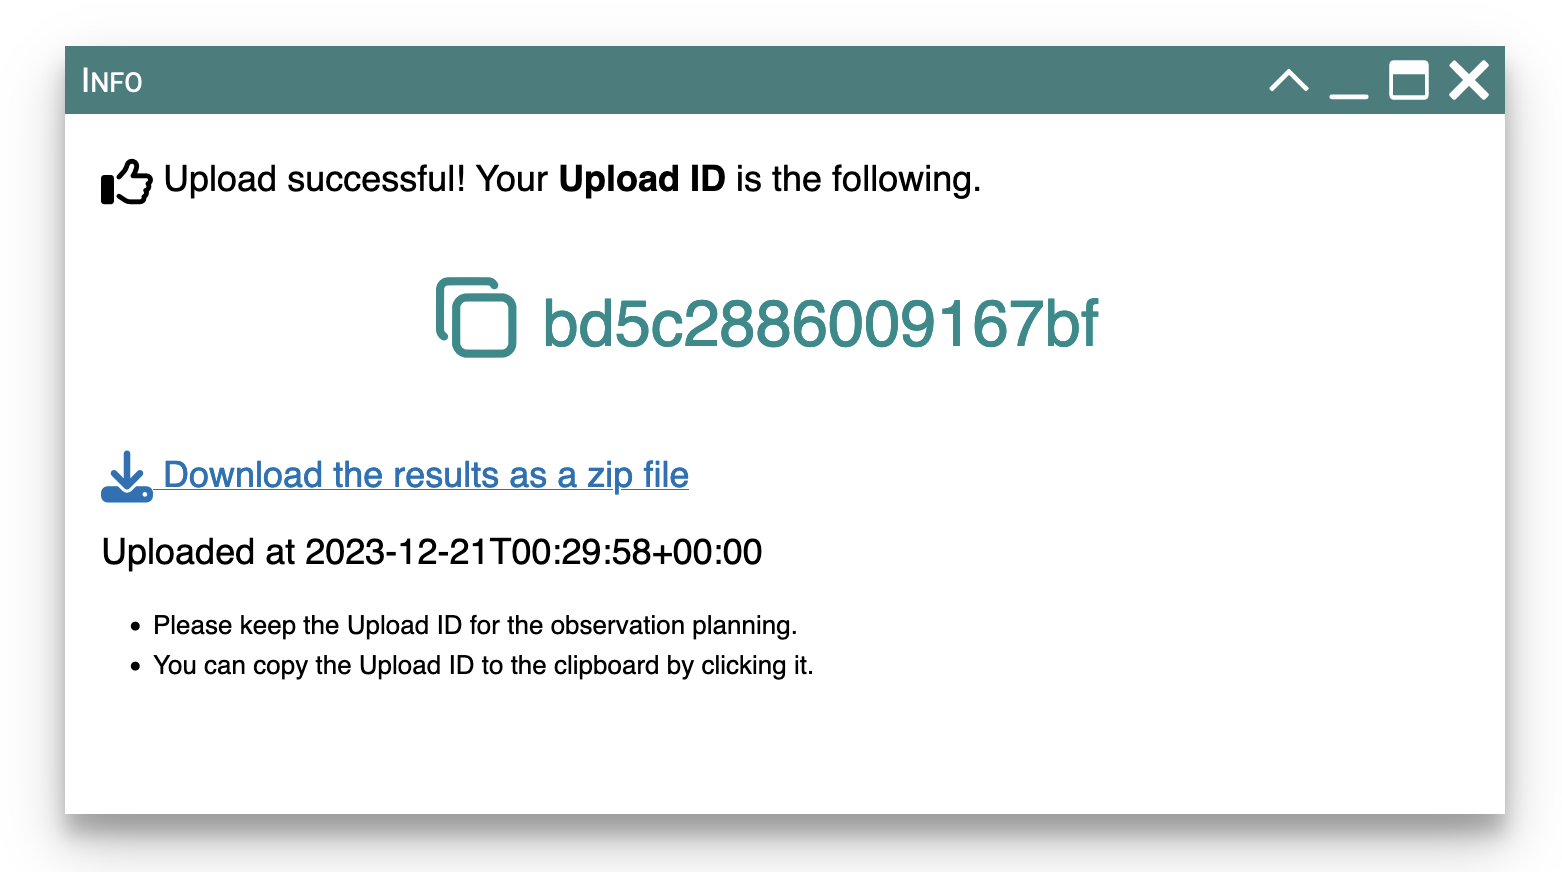 INFO
Upload successful! Your Upload ID is the following.
bd5c2886009167bf
Download the results as a zip file
Uploaded at 2023-12-21T00:29:58+00:00
• Please keep the Upload ID for the observation planning.
• You can copy the Upload ID to the clipboard by clicking it.